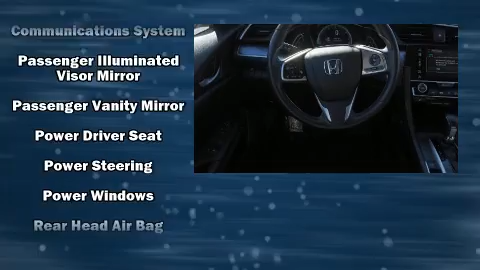 Communications System
Passenger Illuminated
Visor Mirror
Passenger Vanity Mirror
Power Driver Seat
Power Steering
Power Windows
Rear Head Air Bag